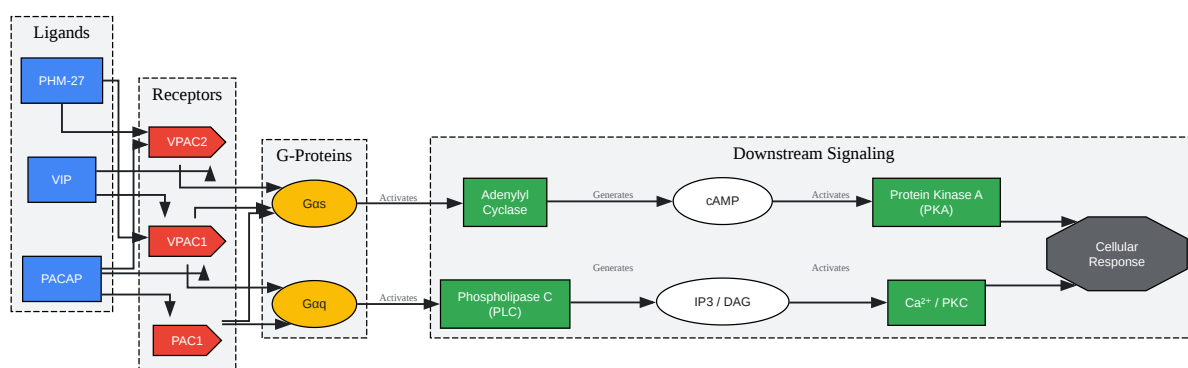 Ligands
PHM-27
VIP
PACAP
Receptors
VPAC2
VPAC1
PAC1
G-Proteins
Gαs
Gαq
Activates
Activates
Downstream Signaling
Adenylyl
Cyclase
Generates
cAMP
Activates
Protein Kinase A
(PKA)
Phospholipase C
(PLC)
Generates
IP3 / DAG
Activates
Ca²⁺ / PKC
Cellular
Response